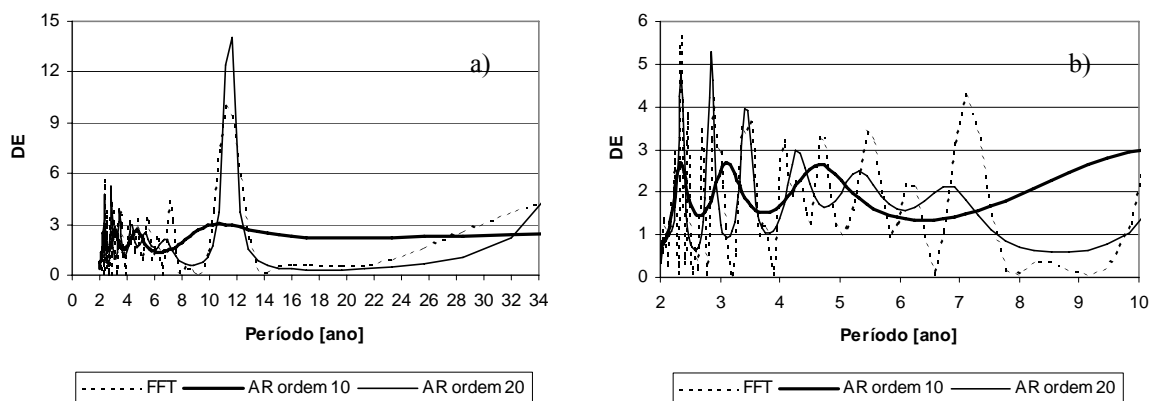 15
12
9
6
3
0
DE
a)
0 2 4 6 8 10 12 14 16 18 20 22 24 26 28 30 32 34
Período [ano]
FFT AR ordem 10 AR ordem 20
6
5
4
3
2
1
0
DE
b)
2 3 4 5 6 7 8 9 10
Período [ano]
FFT AR ordem 10 AR ordem 20